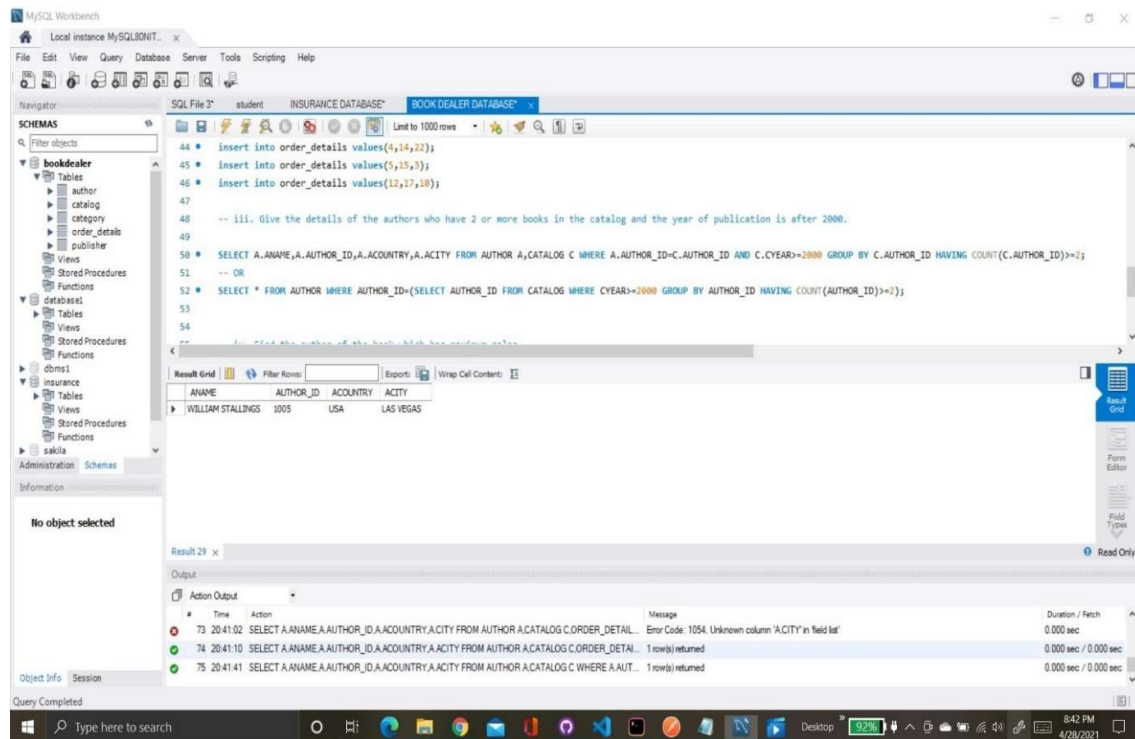 MySQL Workbench
Local instance MySQL80NIT... ×
File Edit View Query Database Server Tools Scripting Help
Navigator
SCHEMAS
Filter objects
bookdealer
Tables
author
catalog
category
order_details
publisher
Views
Stored Procedures
Functions
database1
Tables
Views
Stored Procedures
Functions
dbms1
insurance
Tables
Views
Stored Procedures
Functions
sakila
Administration Schemas
Information
No object selected
Object Info Session
SQL File 3* student INSURANCE DATABASE* BOOK DEALER DATABASE* ×
Limit to 1000 rows
44 insert into order_details values(4,14,22);
45 insert into order_details values(5,15,3);
46 insert into order_details values(12,17,10);
47
48 -- iii. Give the details of the authors who have 2 or more books in the catalog and the year of publication is after 2000.
49
50 SELECT A.ANAME,A.AUTHOR_ID,A.ACOUNTRY,A.ACITY FROM AUTHOR A,CATALOG C WHERE A.AUTHOR_ID=C.AUTHOR_ID AND C.CYEAR>=2000 GROUP BY C.AUTHOR_ID HAVING COUNT(C.AUTHOR_ID)>=2;
51 -- OR
52 SELECT * FROM AUTHOR WHERE AUTHOR_ID=(SELECT AUTHOR_ID FROM CATALOG WHERE CYEAR>=2000 GROUP BY AUTHOR_ID HAVING COUNT(AUTHOR_ID)>=2);
53
54
Result Grid Filter Rows: Export: Wrap Cell Content:
ANAME AUTHOR_ID ACOUNTRY ACITY
WILLIAM STALLINGS 1005 USA LAS VEGAS
Result Grid
Form Editor
Field Types
Result 29 × Read Only
Output
Action Output
# Time Action Message Duration / Fetch
73 20:41:02 SELECT A.ANAME,A.AUTHOR_ID,A.ACOUNTRY,A.CITY FROM AUTHOR A,CATALOG C,ORDER_DETAIL... Error Code: 1054. Unknown column 'A.CITY' in 'field list' 0.000 sec
74 20:41:10 SELECT A.ANAME,A.AUTHOR_ID,A.ACOUNTRY,A.ACITY FROM AUTHOR A,CATALOG C,ORDER_DETAI... 1 row(s) returned 0.000 sec / 0.000 sec
75 20:41:41 SELECT A.ANAME,A.AUTHOR_ID,A.ACOUNTRY,A.ACITY FROM AUTHOR A,CATALOG C WHERE A.AUT... 1 row(s) returned 0.000 sec / 0.000 sec
Query Completed
Type here to search Desktop 92% 8:42 PM
4/28/2021